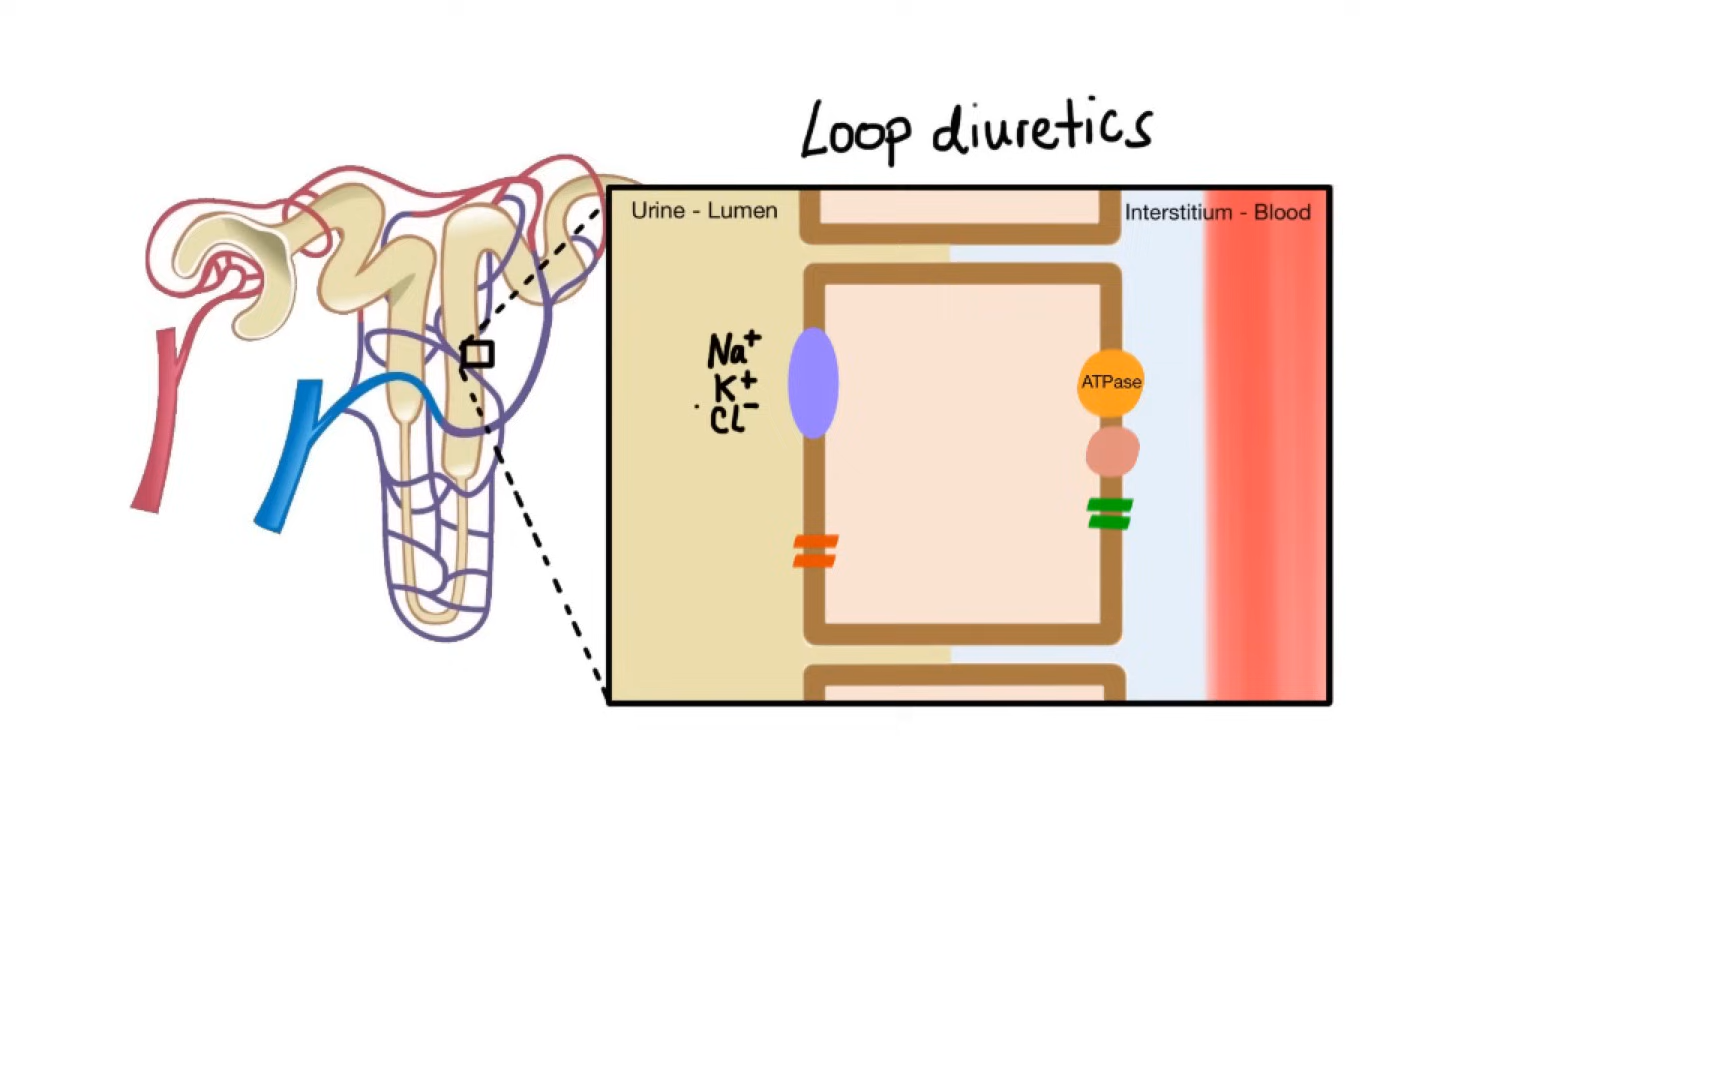 Loop diuretics
Urine - Lumen
Interstitium - Blood
Na+
K+
Cl-
ATPase